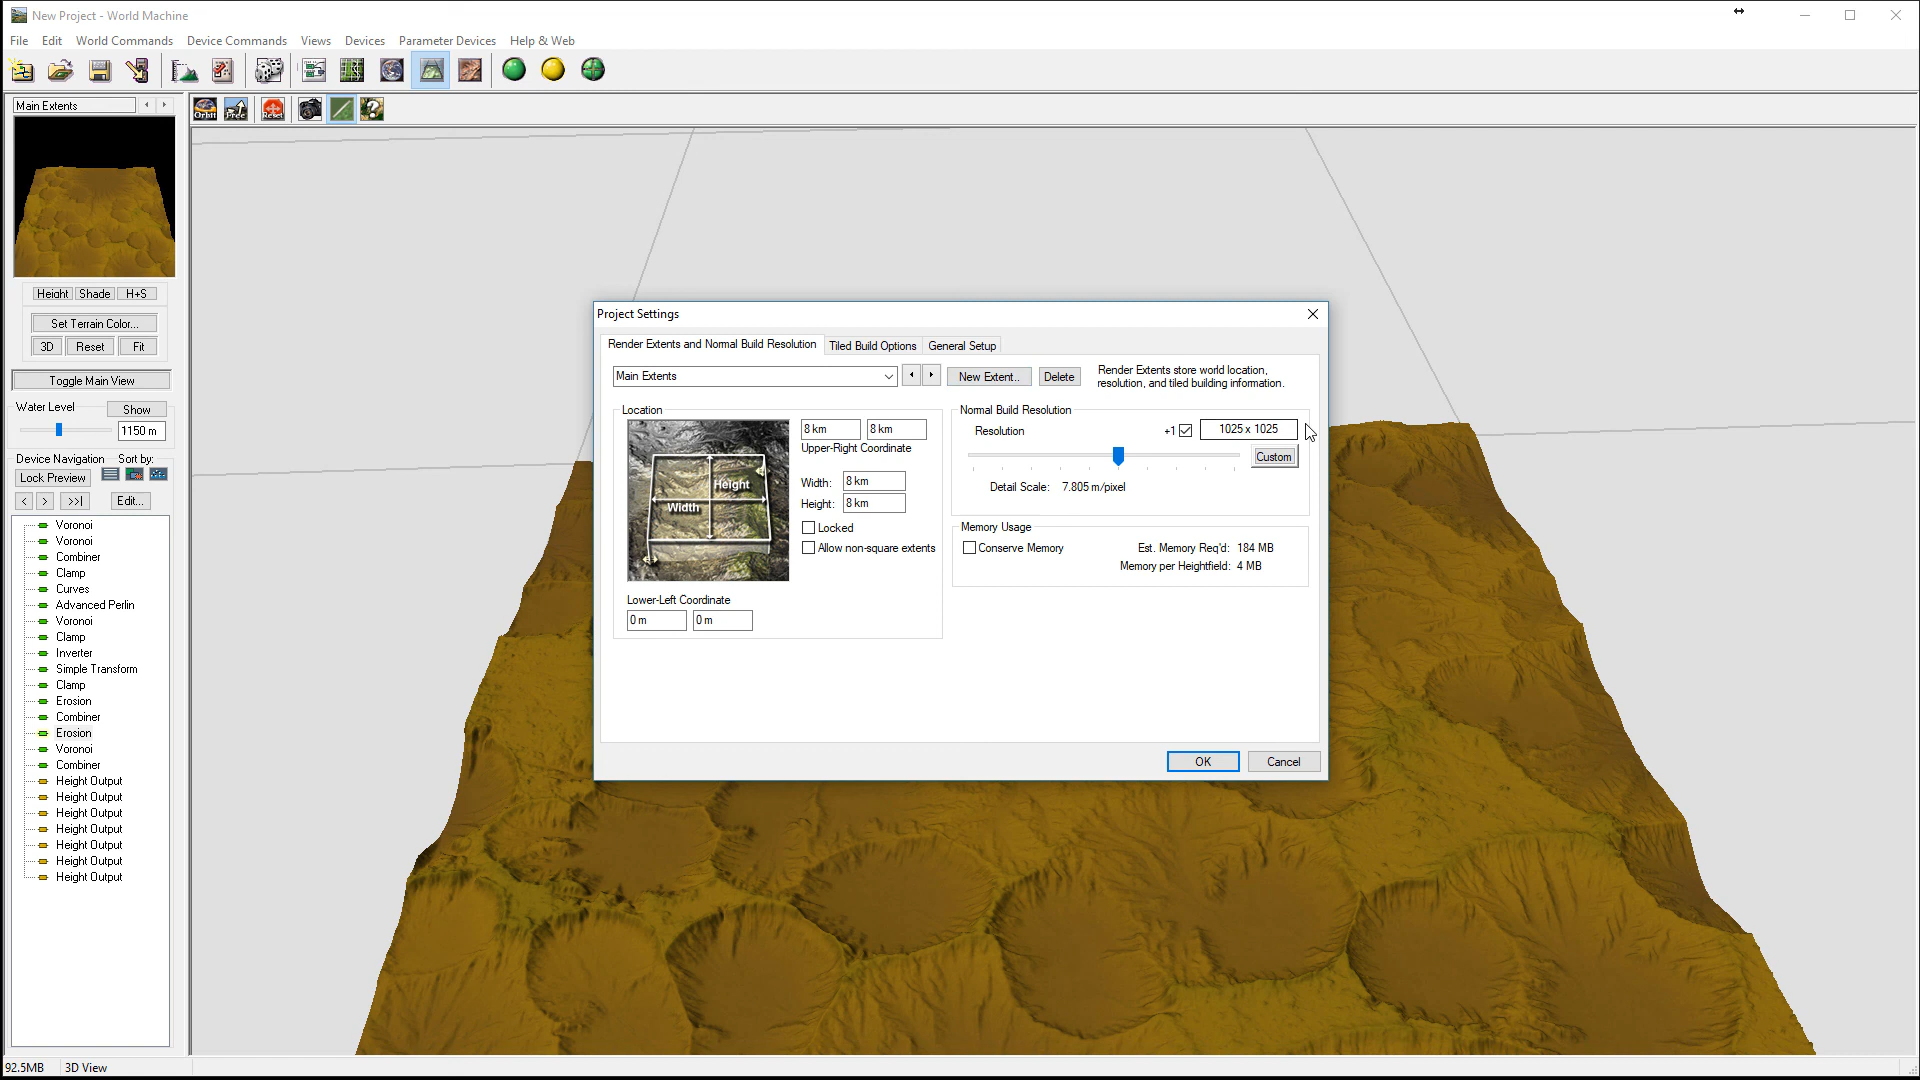 New Project - World Machine
File Edit World Commands Device Commands Views Devices Parameter Devices Help & Web
Main Extents
Orbit Free Reset
Height Shade H+S
Set Terrain Color...
3D Reset Fit
Toggle Main View
Water Level Show
1150 m
Device Navigation Sort by:
Lock Preview
< > >>| Edit...
Voronoi
Voronoi
Combiner
Clamp
Curves
Advanced Perlin
Voronoi
Clamp
Inverter
Simple Transform
Clamp
Erosion
Combiner
Erosion
Voronoi
Combiner
Height Output
Height Output
Height Output
Height Output
Height Output
Height Output
Height Output
Project Settings
Render Extents and Normal Build Resolution Tiled Build Options General Setup
Main Extents New Extent.. Delete
Render Extents store world location,
resolution, and tiled building information.
Location
Height
Width
8 km 8 km
Upper-Right Coordinate
Width: 8 km
Height: 8 km
Locked
Allow non-square extents
Lower-Left Coordinate
0 m 0 m
Normal Build Resolution
Resolution +1 1025 x 1025
Custom
Detail Scale: 7.805 m/pixel
Memory Usage
Conserve Memory Est. Memory Req'd: 184 MB
Memory per Heightfield: 4 MB
OK Cancel
92.5MB 3D View